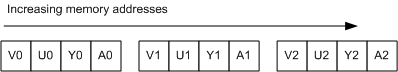 Increasing memory addresses
V0 U0 Y0 A0 V1 U1 Y1 A1 V2 U2 Y2 A2